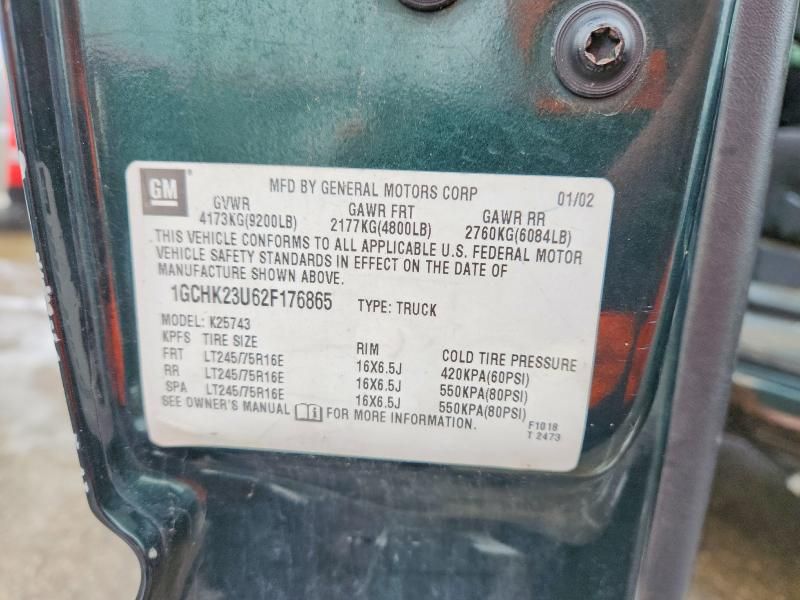 GM
MFD BY GENERAL MOTORS CORP 01/02
GVWR GAWR FRT GAWR RR
4173KG(9200LB) 2177KG(4800LB) 2760KG(6084LB)
THIS VEHICLE CONFORMS TO ALL APPLICABLE U.S. FEDERAL MOTOR
VEHICLE SAFETY STANDARDS IN EFFECT ON THE DATE OF
MANUFACTURE SHOWN ABOVE.
1GCHK23U62F176865 TYPE: TRUCK
MODEL: K25743
KPFS TIRE SIZE RIM COLD TIRE PRESSURE
FRT LT245/75R16E 16X6.5J 420KPA(60PSI)
RR LT245/75R16E 16X6.5J 550KPA(80PSI)
SPA LT245/75R16E 16X6.5J 550KPA(80PSI)
SEE OWNER'S MANUAL FOR MORE INFORMATION.
F1018
T 2473